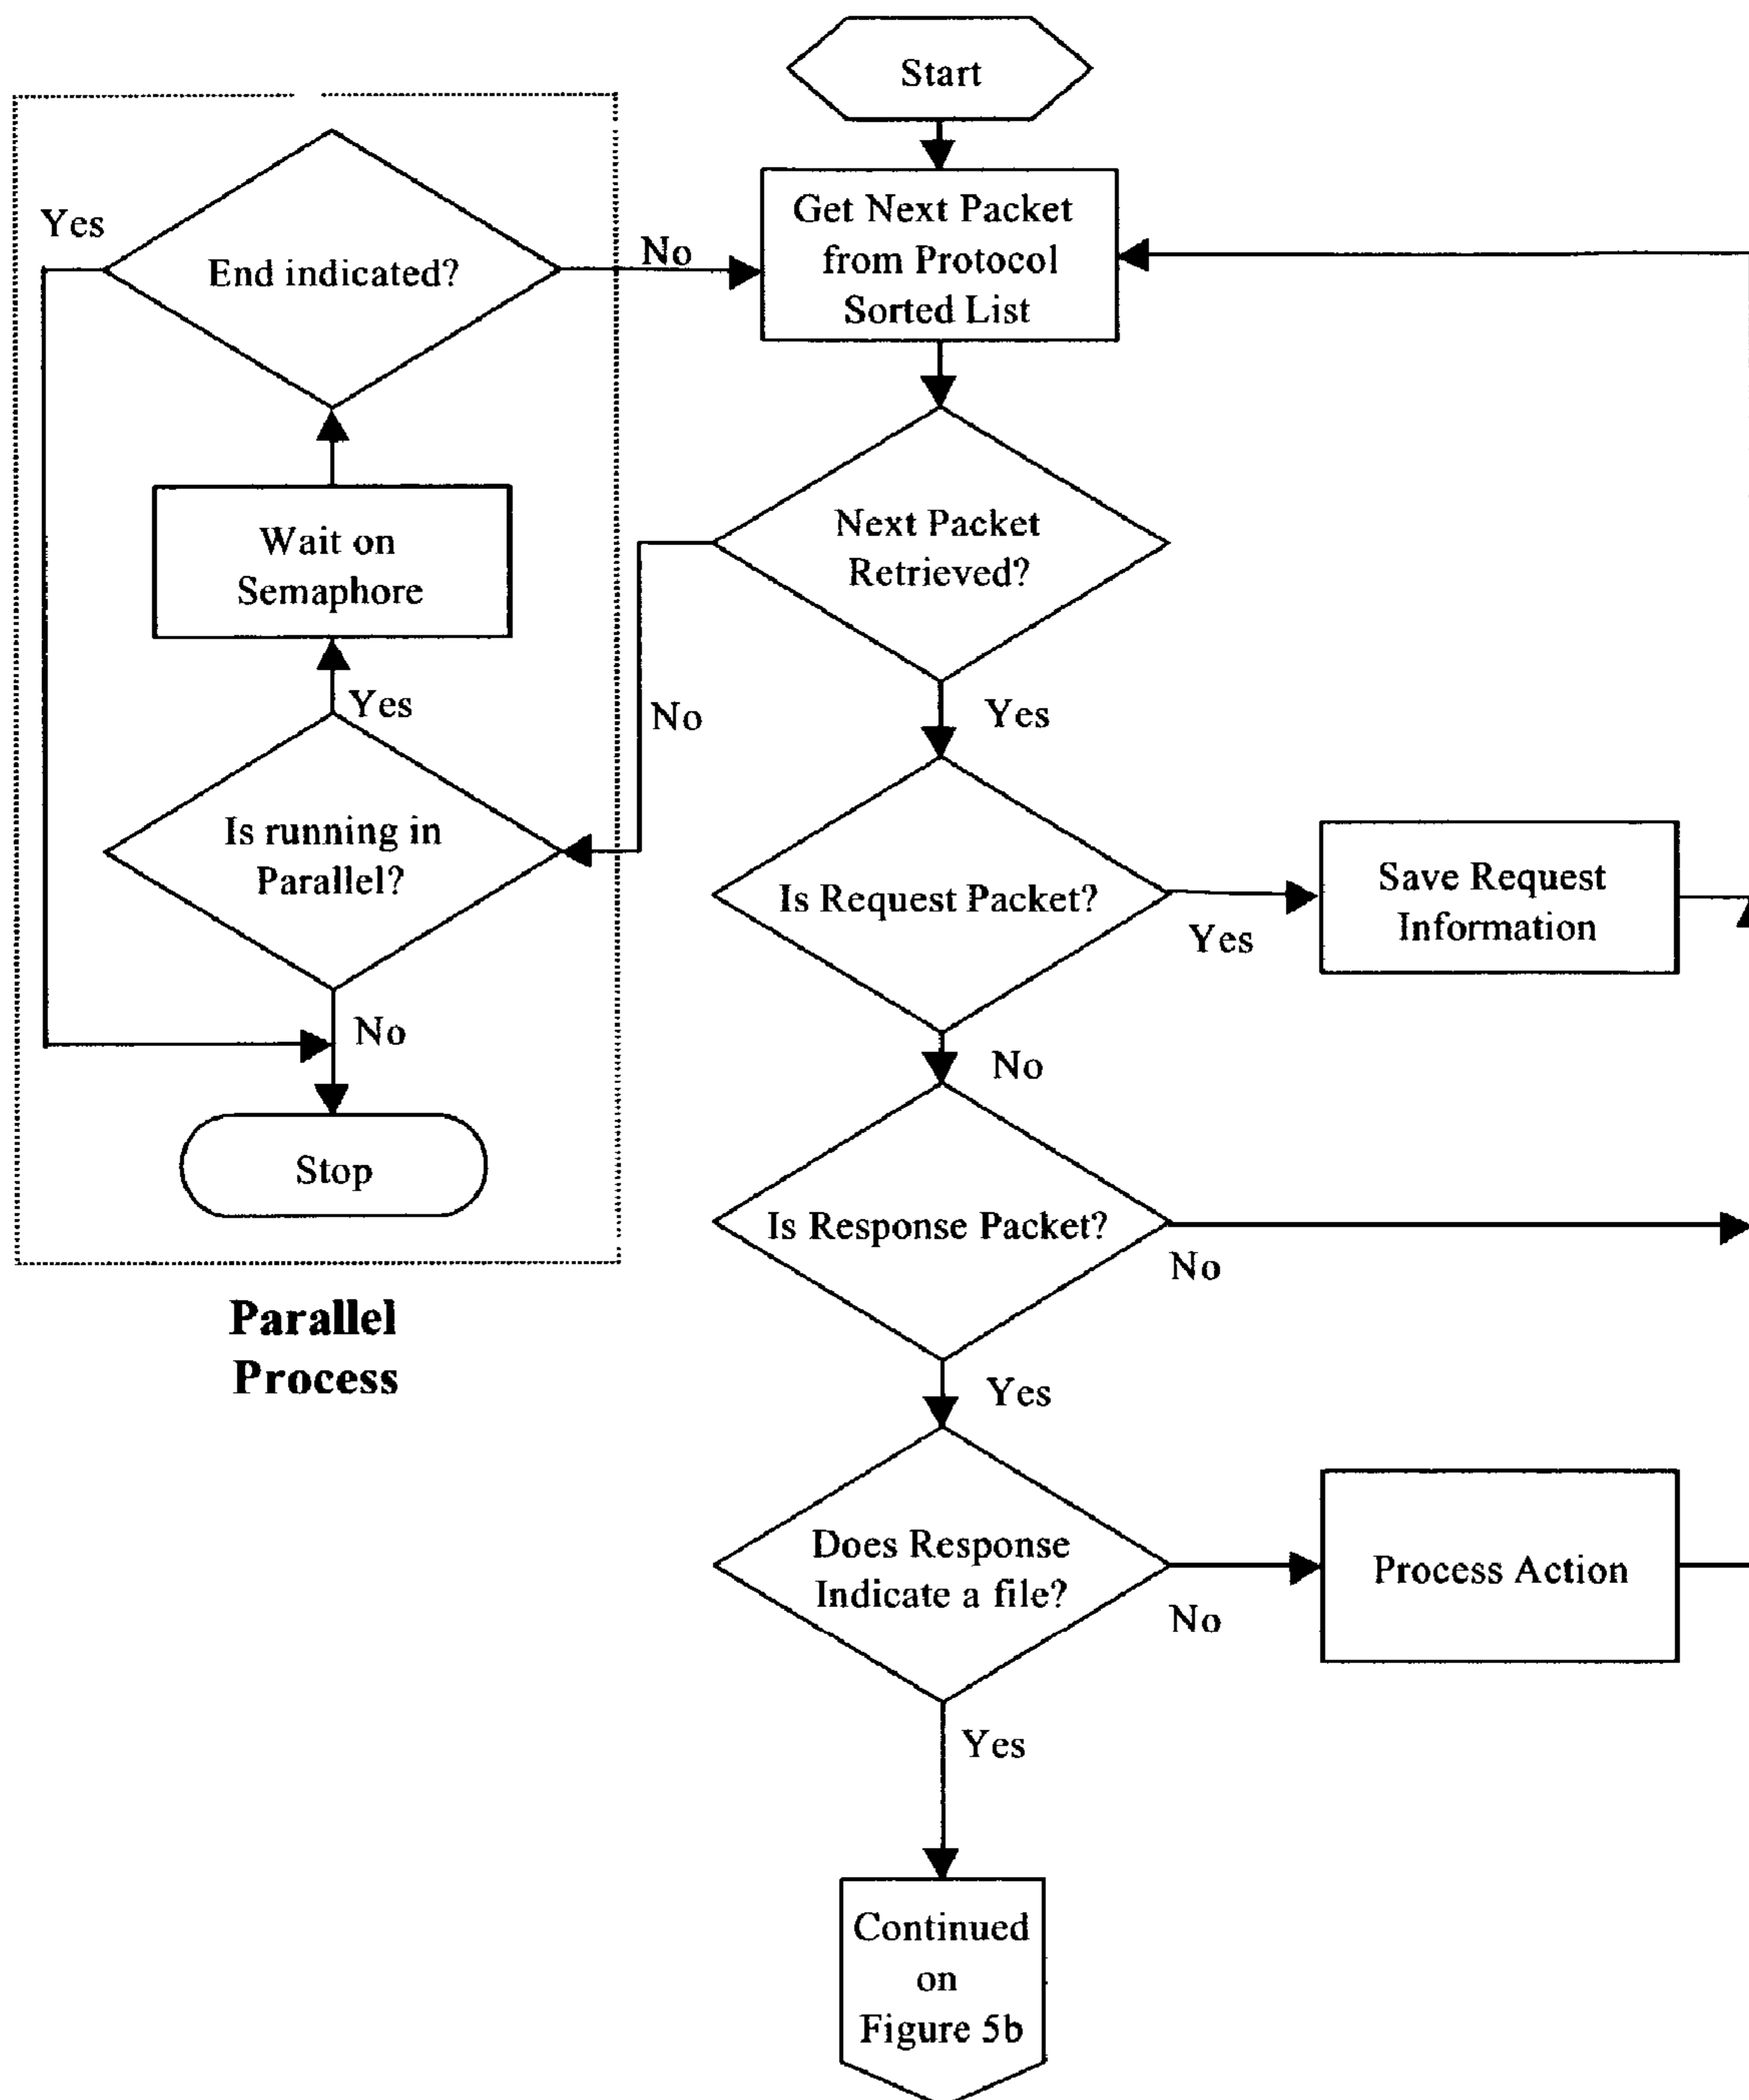 Start
Get Next Packet
from Protocol
Sorted List
Yes
End indicated?
No
Wait on
Semaphore
Next Packet
Retrieved?
Yes
No
Yes
Is running in
Parallel?
Is Request Packet?
Yes
Save Request
Information
No
No
Stop
Is Response Packet?
No
Parallel
Process
Yes
Does Response
Indicate a file?
No
Process Action
Yes
Continued
on
Figure 5b